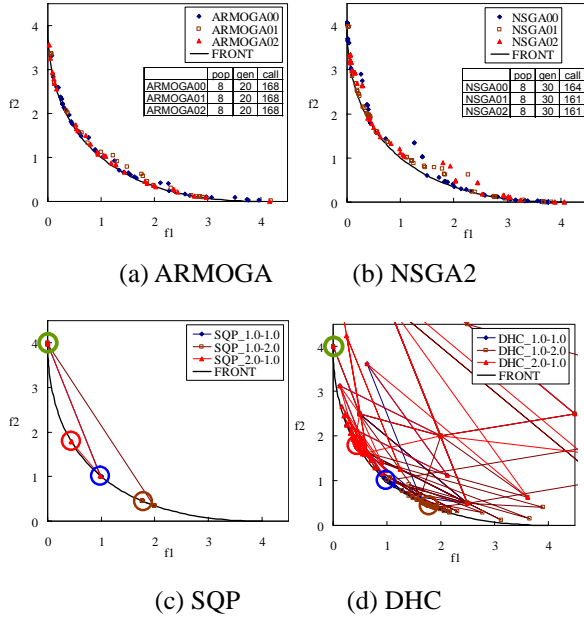 ARMOGA00
ARMOGA01
ARMOGA02
FRONT
pop gen call
ARMOGA00 8 20 168
ARMOGA01 8 20 168
ARMOGA02 8 20 168
f2
4
3
2
1
0
0 1 2 3 4
f1
(a) ARMOGA
NSGA00
NSGA01
NSGA02
FRONT
pop gen call
NSGA00 8 30 164
NSGA01 8 30 161
NSGA02 8 30 161
4
3
2
1
0
0 1 2 3 4
f1
(b) NSGA2
SQP_1.0-1.0
SQP_1.0-2.0
SQP_2.0-1.0
FRONT
f2
4
3
2
1
0
0 1 2 3 4
f1
(c) SQP
DHC_1.0-1.0
DHC_1.0-2.0
DHC_2.0-1.0
FRONT
f2
4
3
2
1
0
0 1 2 3 4
f1
(d) DHC